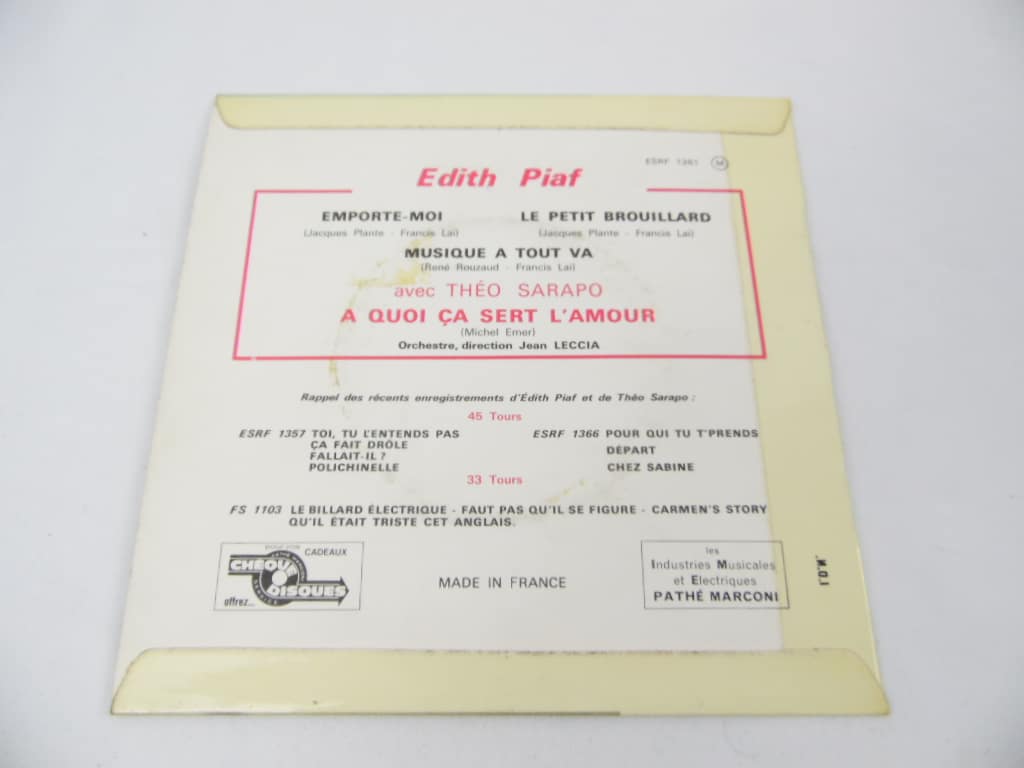 ESRF 1361 M
Edith Piaf
EMPORTE-MOI LE PETIT BROUILLARD
(Jacques Plante - Francis Lai) (Jacques Plante - Francis Lai)
MUSIQUE A TOUT VA
(René Rouzaud - Francis Lai)
avec THÉO SARAPO
A QUOI ÇA SERT L'AMOUR
(Michel Emer)
Orchestre, direction Jean LECCIA
Rappel des récents enregistrements d'Édith Piaf et de Théo Sarapo :
45 Tours
ESRF 1357 TOI, TU L'ENTENDS PAS
ÇA FAIT DRÔLE
FALLAIT-IL ?
POLICHINELLE
ESRF 1366 POUR QUI TU T'PRENDS
DÉPART
CHEZ SABINE
33 Tours
FS 1103 LE BILLARD ÉLECTRIQUE - FAUT PAS QU'IL SE FIGURE - CARMEN'S STORY
QU'IL ÉTAIT TRISTE CET ANGLAIS.
POUR VOS CADEAUX
CHÈQUE
DISQUES
offrez...
MADE IN FRANCE
les
Industries Musicales
et Electriques
PATHÉ MARCONI
I.D.N.